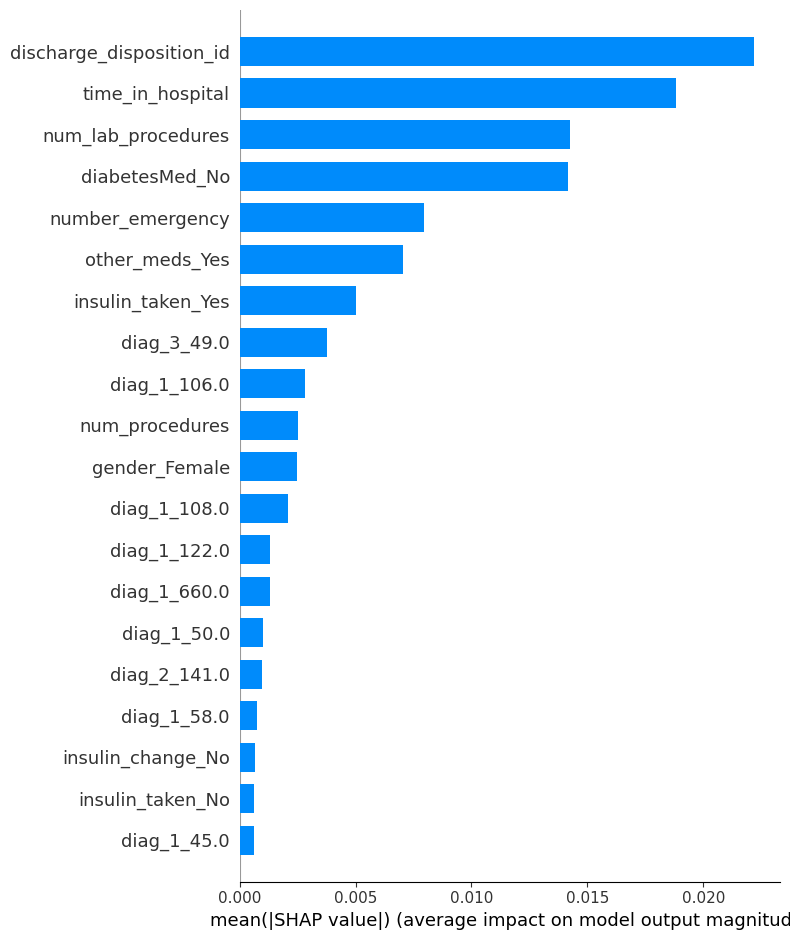 discharge_disposition_id
time_in_hospital
num_lab_procedures
diabetesMed_No
number_emergency
other_meds_Yes
insulin_taken_Yes
diag_3_49.0
diag_1_106.0
num_procedures
gender_Female
diag_1_108.0
diag_1_122.0
diag_1_660.0
diag_1_50.0
diag_2_141.0
diag_1_58.0
insulin_change_No
insulin_taken_No
diag_1_45.0
0.000 0.005 0.010 0.015 0.020
mean(|SHAP value|) (average impact on model output magnitud